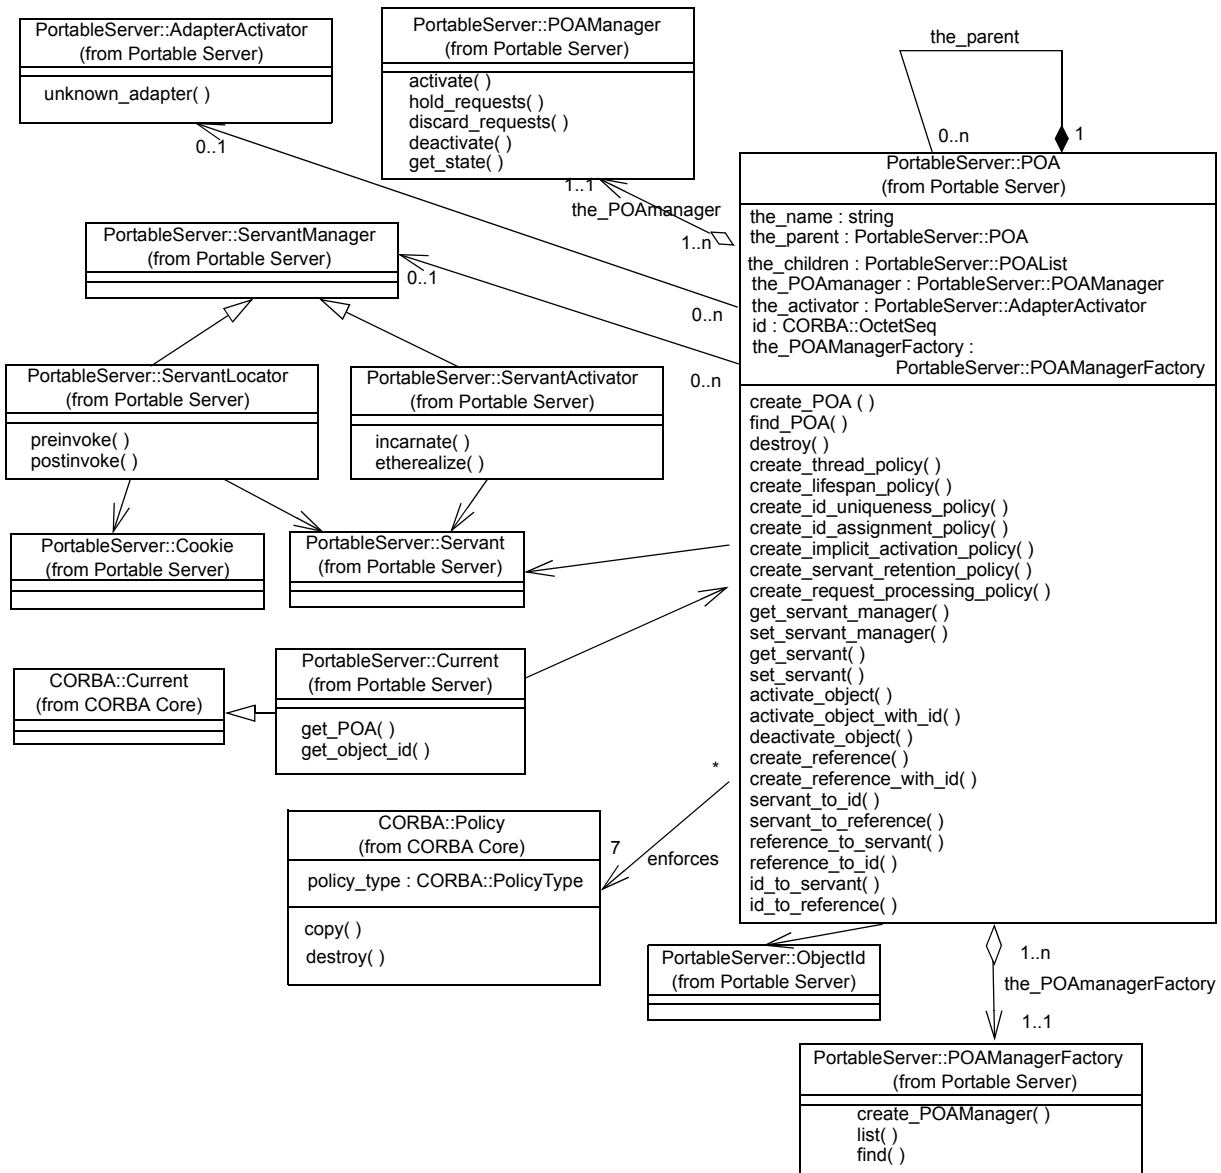 PortableServer::AdapterActivator
(from Portable Server)
unknown_adapter( )
0..1
PortableServer::POAManager
(from Portable Server)
activate( )
hold_requests( )
discard_requests( )
deactivate( )
get_state( )
1..1
the_POAmanager
1..n
the_parent
0..n
1
PortableServer::POA
(from Portable Server)
the_name : string
the_parent : PortableServer::POA
the_children : PortableServer::POAList
the_POAmanager : PortableServer::POAManager
the_activator : PortableServer::AdapterActivator
id : CORBA::OctetSeq
the_POAManagerFactory :
PortableServer::POAManagerFactory
create_POA ( )
find_POA( )
destroy( )
create_thread_policy( )
create_lifespan_policy( )
create_id_uniqueness_policy( )
create_id_assignment_policy( )
create_implicit_activation_policy( )
create_servant_retention_policy( )
create_request_processing_policy( )
get_servant_manager( )
set_servant_manager( )
get_servant( )
set_servant( )
activate_object( )
activate_object_with_id( )
deactivate_object( )
create_reference( )
create_reference_with_id( )
servant_to_id( )
servant_to_reference( )
reference_to_servant( )
reference_to_id( )
id_to_servant( )
id_to_reference( )
PortableServer::ServantManager
(from Portable Server)
0..1
0..n
0..n
PortableServer::ServantLocator
(from Portable Server)
preinvoke( )
postinvoke( )
PortableServer::ServantActivator
(from Portable Server)
incarnate( )
etherealize( )
PortableServer::Cookie
(from Portable Server)
PortableServer::Servant
(from Portable Server)
CORBA::Current
(from CORBA Core)
PortableServer::Current
(from Portable Server)
get_POA( )
get_object_id( )
*
7
enforces
CORBA::Policy
(from CORBA Core)
policy_type : CORBA::PolicyType
copy( )
destroy( )
PortableServer::ObjectId
(from Portable Server)
1..n
the_POAmanagerFactory
1..1
PortableServer::POAManagerFactory
(from Portable Server)
create_POAManager( )
list( )
find( )